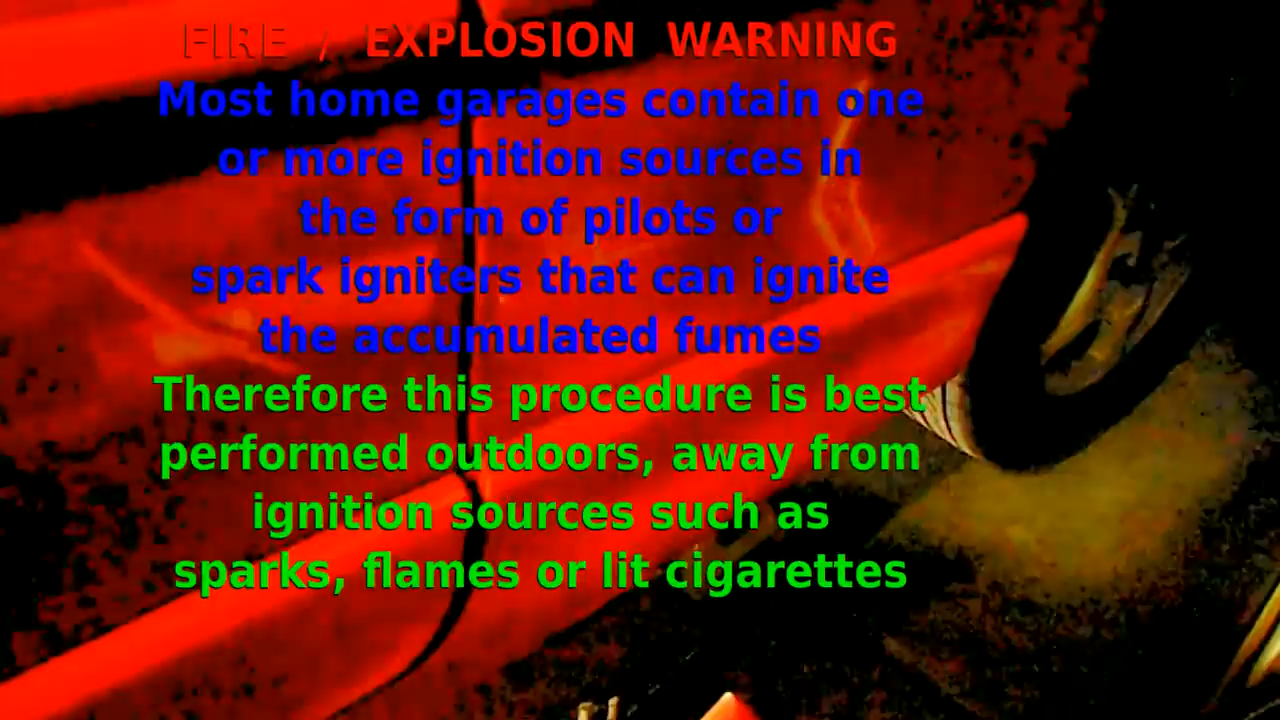 FIRE / EXPLOSION WARNING
Most home garages contain one
or more ignition sources in
the form of pilots or
spark igniters that can ignite
the accumulated fumes
Therefore this procedure is best
performed outdoors, away from
ignition sources such as
sparks, flames or lit cigarettes